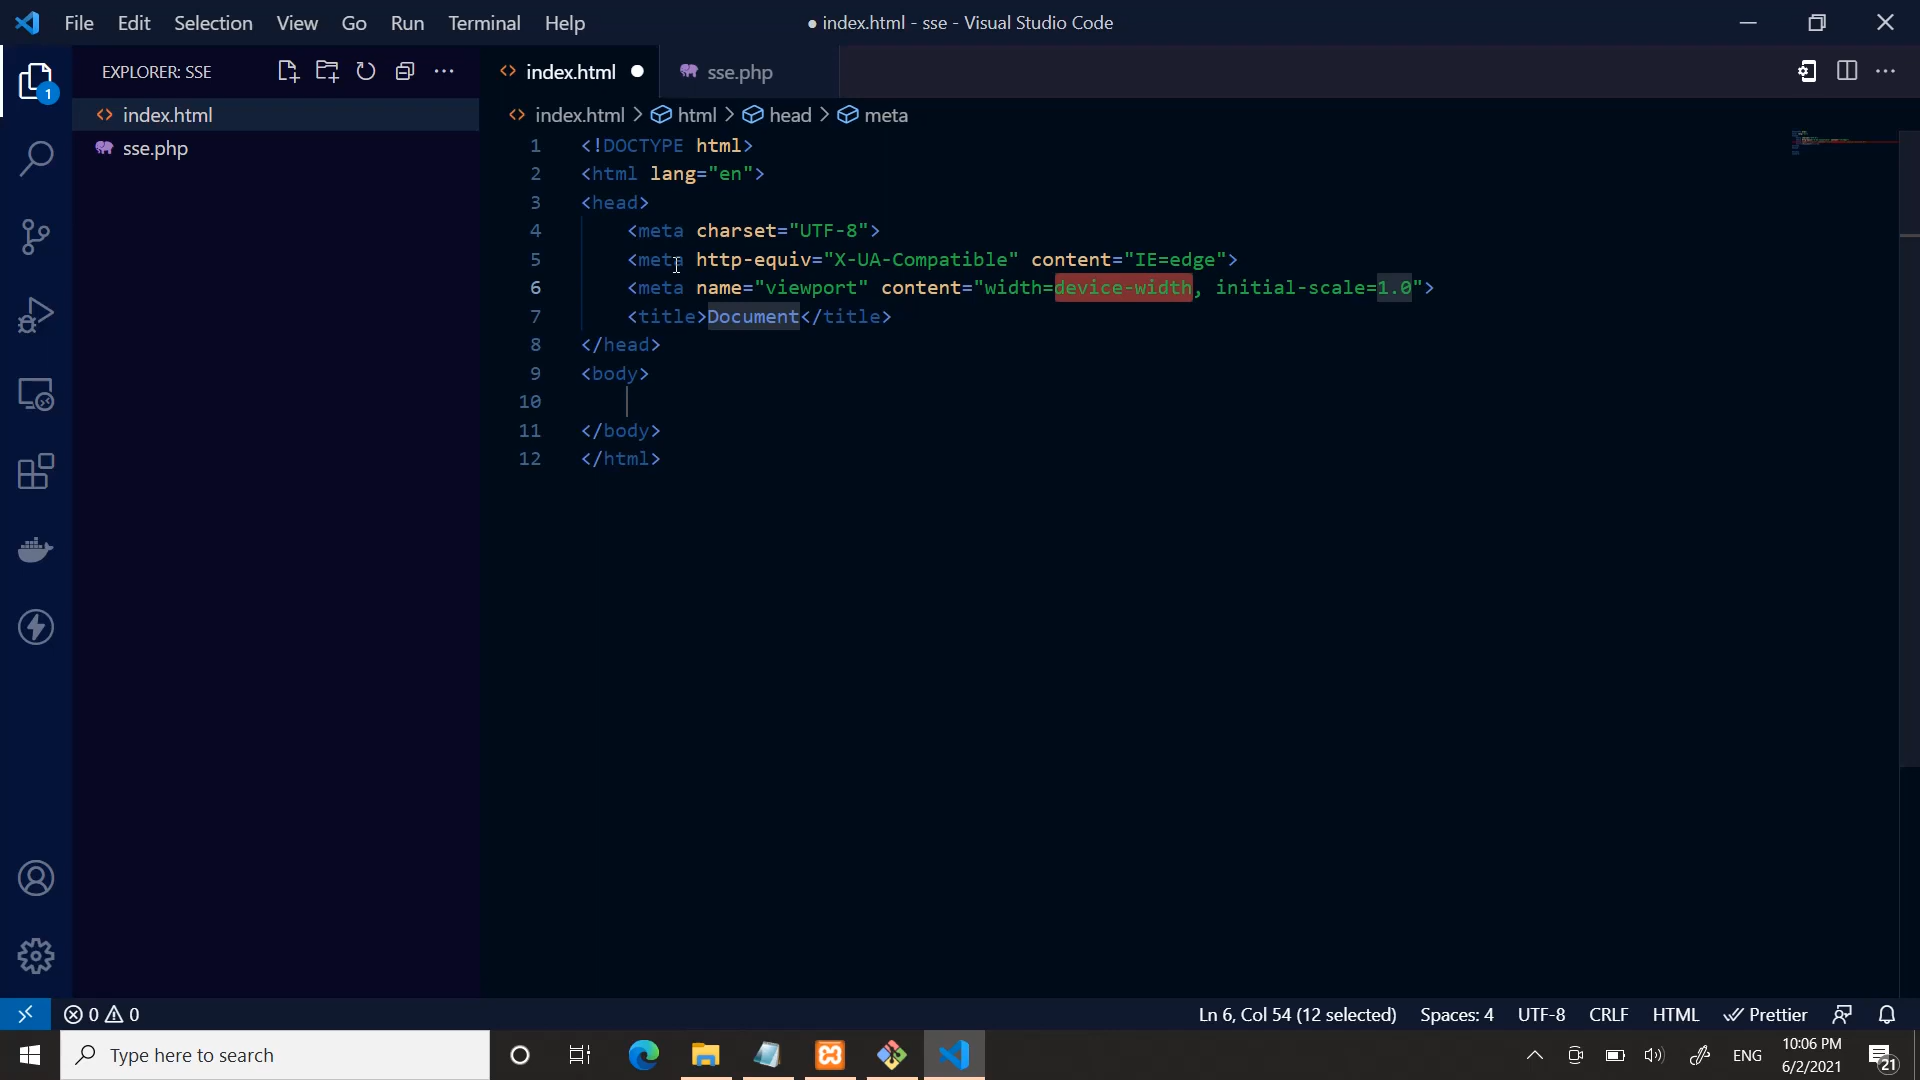 File Edit Selection View Go Run Terminal Help
● index.html - sse - Visual Studio Code
EXPLORER: SSE
1
index.html
sse.php
index.html
sse.php
index.html > html > head > meta
1 <!DOCTYPE html>
2 <html lang="en">
3 <head>
4 <meta charset="UTF-8">
5 <meta http-equiv="X-UA-Compatible" content="IE=edge">
6 <meta name="viewport" content="width=device-width, initial-scale=1.0">
7 <title>Document</title>
8 </head>
9 <body>
10
11 </body>
12 </html>
0 0
Ln 6, Col 54 (12 selected) Spaces: 4 UTF-8 CRLF HTML Prettier
Type here to search
ENG
10:06 PM
6/2/2021
21